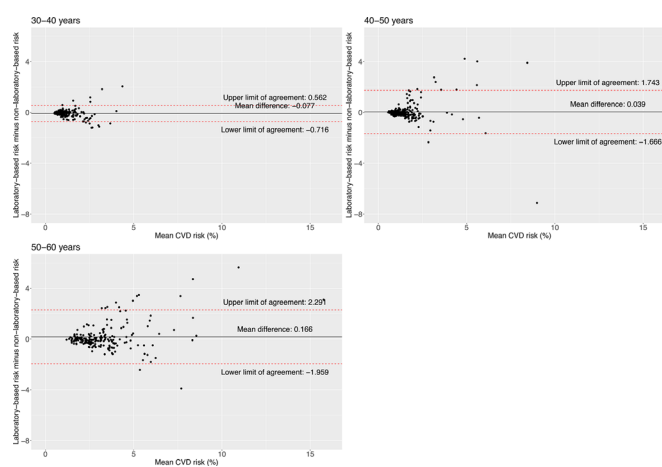 30−40 years
Laboratory−based risk minus non−laboratory−based risk
4
0
−4
−8
Upper limit of agreement: 0.562
Mean difference: −0.077
Lower limit of agreement: −0.716
0
5
10
15
Mean CVD risk (%)
40−50 years
Laboratory−based risk minus non−laboratory−based risk
4
0
−4
−8
Upper limit of agreement: 1.743
Mean difference: 0.039
Lower limit of agreement: −1.666
0
5
10
15
Mean CVD risk (%)
50−60 years
Laboratory−based risk minus non−laboratory−based risk
4
0
−4
−8
Upper limit of agreement: 2.291
Mean difference: 0.166
Lower limit of agreement: −1.959
0
5
10
15
Mean CVD risk (%)